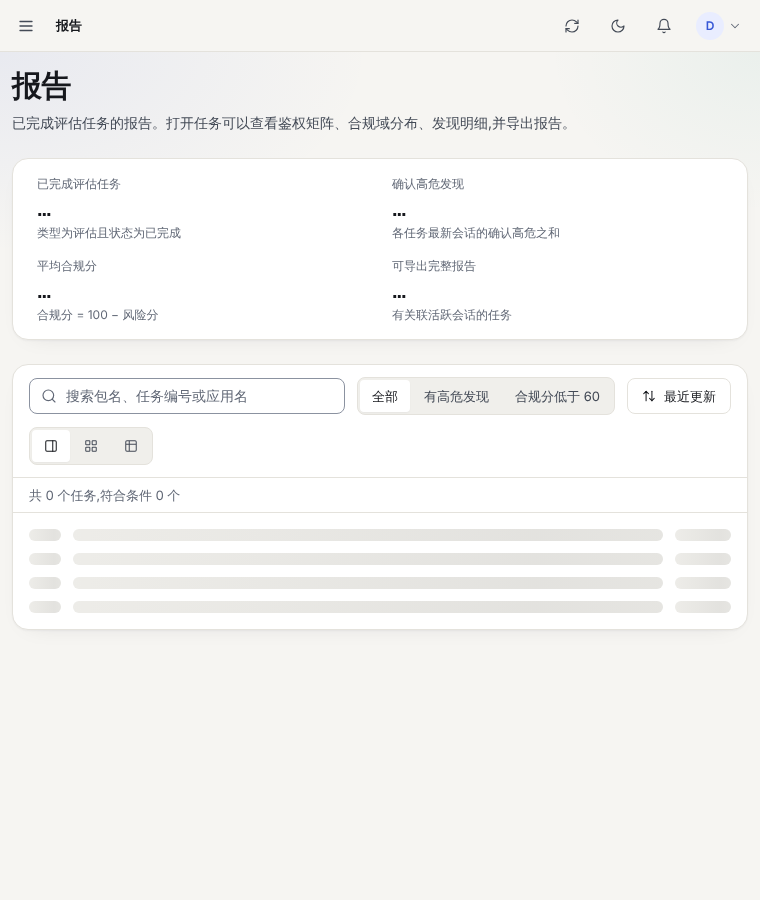 报告
D
报告
已完成评估任务的报告。打开任务可以查看鉴权矩阵、合规域分布、发现明细,并导出报告。
已完成评估任务
确认高危发现
...
...
类型为评估且状态为已完成
各任务最新会话的确认高危之和
平均合规分
可导出完整报告
...
...
合规分 = 100 − 风险分
有关联活跃会话的任务
搜索包名、任务编号或应用名
全部
有高危发现
合规分低于 60
最近更新
共 0 个任务,符合条件 0 个